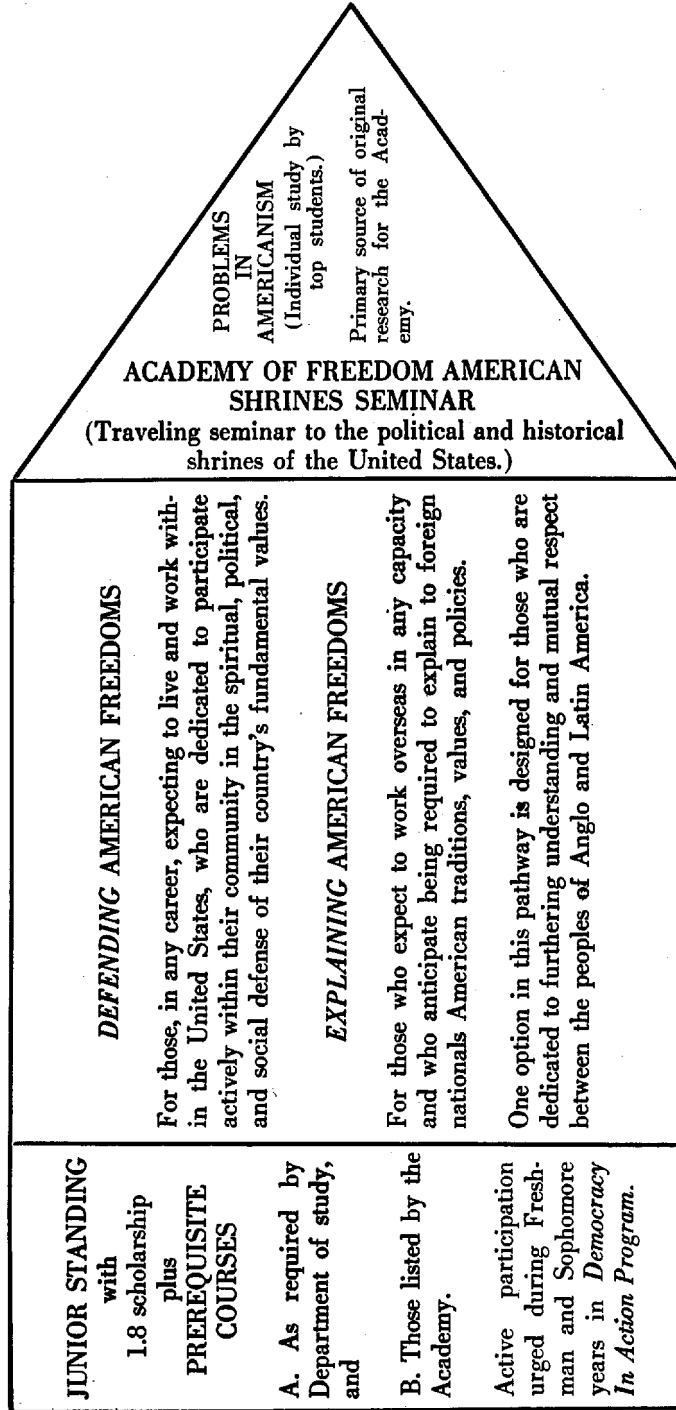 JUNIOR STANDING
with
1.8 scholarship
plus
PREREQUISITE
COURSES
A. As required by
Department of study,
and
B. Those listed by the
Academy.
Active participation
urged during Fresh-
man and Sophomore
years in Democracy
In Action Program.
DEFENDING AMERICAN FREEDOMS
For those, in any career, expecting to live and work with-
in the United States, who are dedicated to participate
actively within their community in the spiritual, political,
and social defense of their country's fundamental values.
EXPLAINING AMERICAN FREEDOMS
For those who expect to work overseas in any capacity
and who anticipate being required to explain to foreign
nationals American traditions, values, and policies.
One option in this pathway is designed for those who are
dedicated to furthering understanding and mutual respect
between the peoples of Anglo and Latin America.
ACADEMY OF FREEDOM AMERICAN
SHRINES SEMINAR
(Traveling seminar to the political and historical
shrines of the United States.)
PROBLEMS
IN
AMERICANISM
(Individual study by
top students.)
Primary source of original
research for the Acad-
emy.